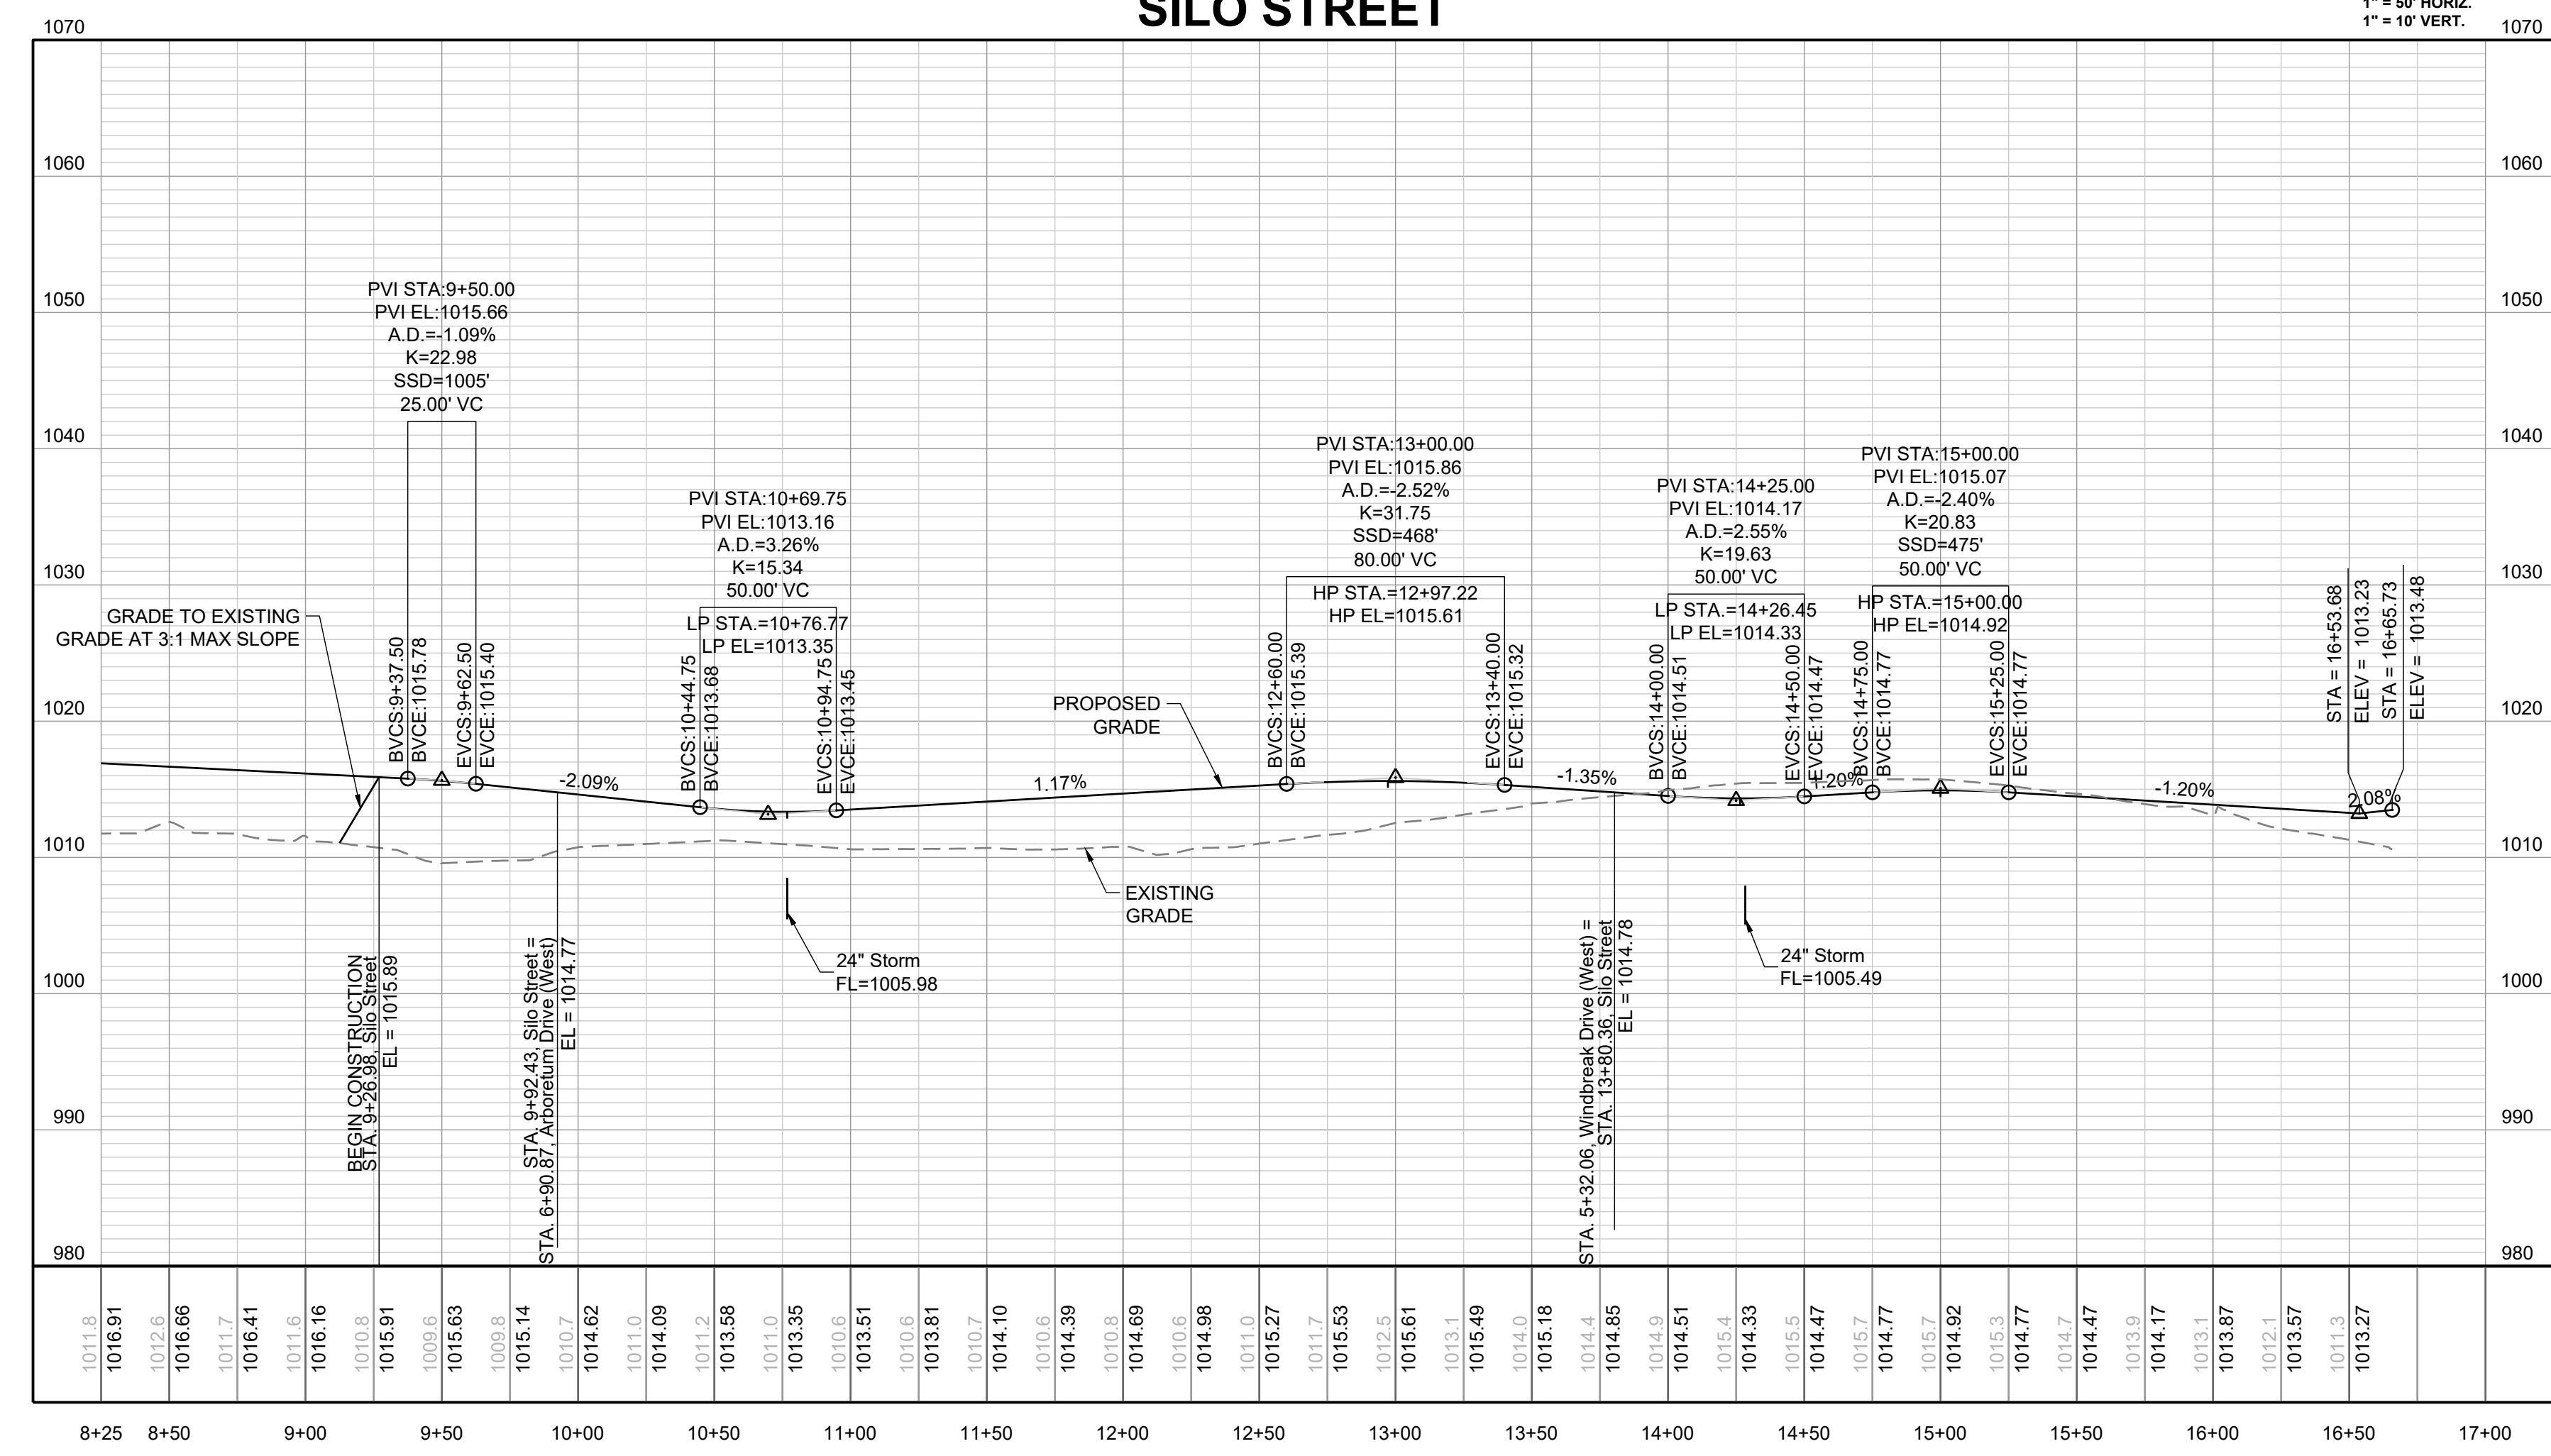 SILO STREET
1" = 50' HORIZ.
1" = 10' VERT.
1070
1070
1060
1060
1050
1050
1040
1040
1030
1030
1020
1020
1010
1010
1000
1000
990
990
980
980
PVI STA:9+50.00
PVI EL:1015.66
A.D.=-1.09%
K=22.98
SSD=1005'
25.00' VC
BVCS:9+37.50
BVCE:1015.78
EVCS:9+62.50
EVCE:1015.40
GRADE TO EXISTING
GRADE AT 3:1 MAX SLOPE
-2.09%
PVI STA:10+69.75
PVI EL:1013.16
A.D.=3.26%
K=15.34
50.00' VC
LP STA.=10+76.77
LP EL=1013.35
BVCS:10+44.75
BVCE:1013.68
EVCS:10+94.75
EVCE:1013.45
1.17%
PROPOSED
GRADE
EXISTING
GRADE
PVI STA:13+00.00
PVI EL:1015.86
A.D.=-2.52%
K=31.75
SSD=468'
80.00' VC
HP STA.=12+97.22
HP EL=1015.61
BVCS:12+60.00
BVCE:1015.39
EVCS:13+40.00
EVCE:1015.32
-1.35%
PVI STA:14+25.00
PVI EL:1014.17
A.D.=2.55%
K=19.63
50.00' VC
LP STA.=14+26.45
LP EL=1014.33
BVCS:14+00.00
BVCE:1014.51
EVCS:14+50.00
EVCE:1014.47
1.20%
PVI STA:15+00.00
PVI EL:1015.07
A.D.=-2.40%
K=20.83
SSD=475'
50.00' VC
HP STA.=15+00.00
HP EL=1014.92
BVCS:14+75.00
BVCE:1014.77
EVCS:15+25.00
EVCE:1014.77
-1.20%
STA = 16+53.68
ELEV = 1013.23
STA = 16+65.73
ELEV = 1013.48
2.08%
BEGIN CONSTRUCTION
STA. 9+26.98, Silo Street
EL = 1015.89
STA. 9+92.43, Silo Street =
STA. 6+90.87, Arboretum Drive (West)
EL = 1014.77
24" Storm
FL=1005.98
STA. 5+32.06, Windbreak Drive (West) =
STA. 13+80.36, Silo Street
EL = 1014.78
24" Storm
FL=1005.49
1011.8
1016.91
1012.6
1016.66
1011.7
1016.41
1011.6
1016.16
1010.8
1015.91
1009.6
1015.63
1009.8
1015.14
1010.7
1014.62
1011.0
1014.09
1011.2
1013.58
1011.0
1013.35
1010.6
1013.51
1010.6
1013.81
1010.7
1014.10
1010.6
1014.39
1010.8
1014.69
1010.6
1014.98
1011.0
1015.27
1011.7
1015.53
1012.5
1015.61
1013.1
1015.49
1014.0
1015.18
1014.4
1014.85
1014.9
1014.51
1015.4
1014.33
1015.5
1014.47
1015.7
1014.77
1015.7
1014.92
1015.3
1014.77
1014.7
1014.47
1013.9
1014.17
1013.1
1013.87
1012.1
1013.57
1011.3
1013.27
8+25
8+50
9+00
9+50
10+00
10+50
11+00
11+50
12+00
12+50
13+00
13+50
14+00
14+50
15+00
15+50
16+00
16+50
17+00